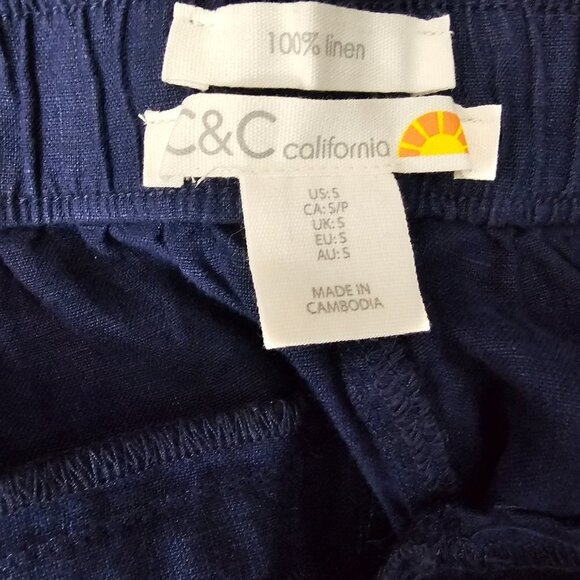 100% linen
C&C california
US: S
CA: S/P
UK: S
EU: S
AU: S
MADE IN
CAMBODIA